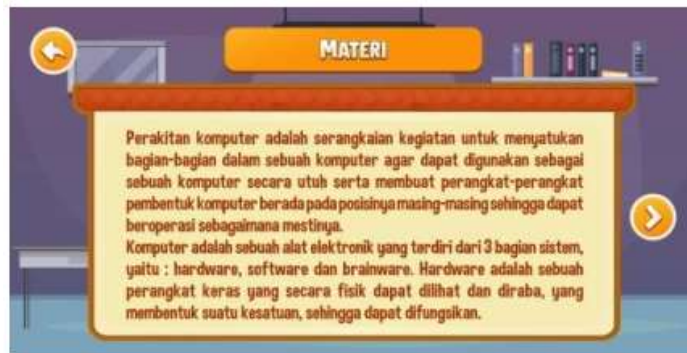 MATERI
Perakitan komputer adalah serangkaian kegiatan untuk menyatukan
bagian-bagian dalam sebuah komputer agar dapat digunakan sebagai
sebuah komputer secara utuh serta membuat perangkat-perangkat
pembentuk komputer berada pada posisinya masing-masing sehingga dapat
beroperasi sebagaimana mestinya.
Komputer adalah sebuah alat elektronik yang terdiri dari 3 bagian sistem,
yaitu : hardware, software dan brainware. Hardware adalah sebuah
perangkat keras yang secara fisik dapat dilihat dan diraba, yang
membentuk suatu kesatuan, sehingga dapat difungsikan.